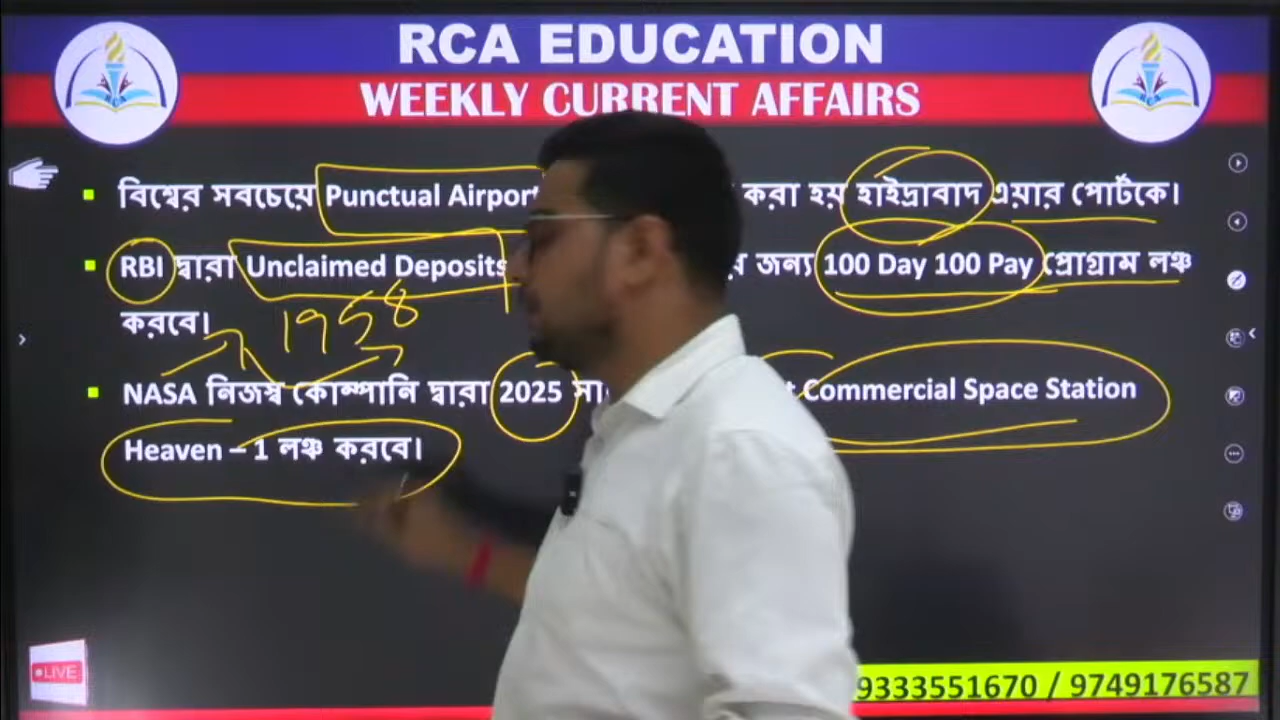 RCA EDUCATION
WEEKLY CURRENT AFFAIRS
বিশ্বের সবচেয়ে Punctual Airport করা হয় হাইদ্রাবাদ এয়ার পোর্টকে।
RBI দ্বারা Unclaimed Deposits জন্য 100 Day 100 Pay প্রোগ্রাম লঞ্চ
করবে।
1958
NASA নিজস্ব কোম্পানি দ্বারা 2025 Commercial Space Station
Heaven – 1 লঞ্চ করবে।
LIVE
9333551670 / 9749176587